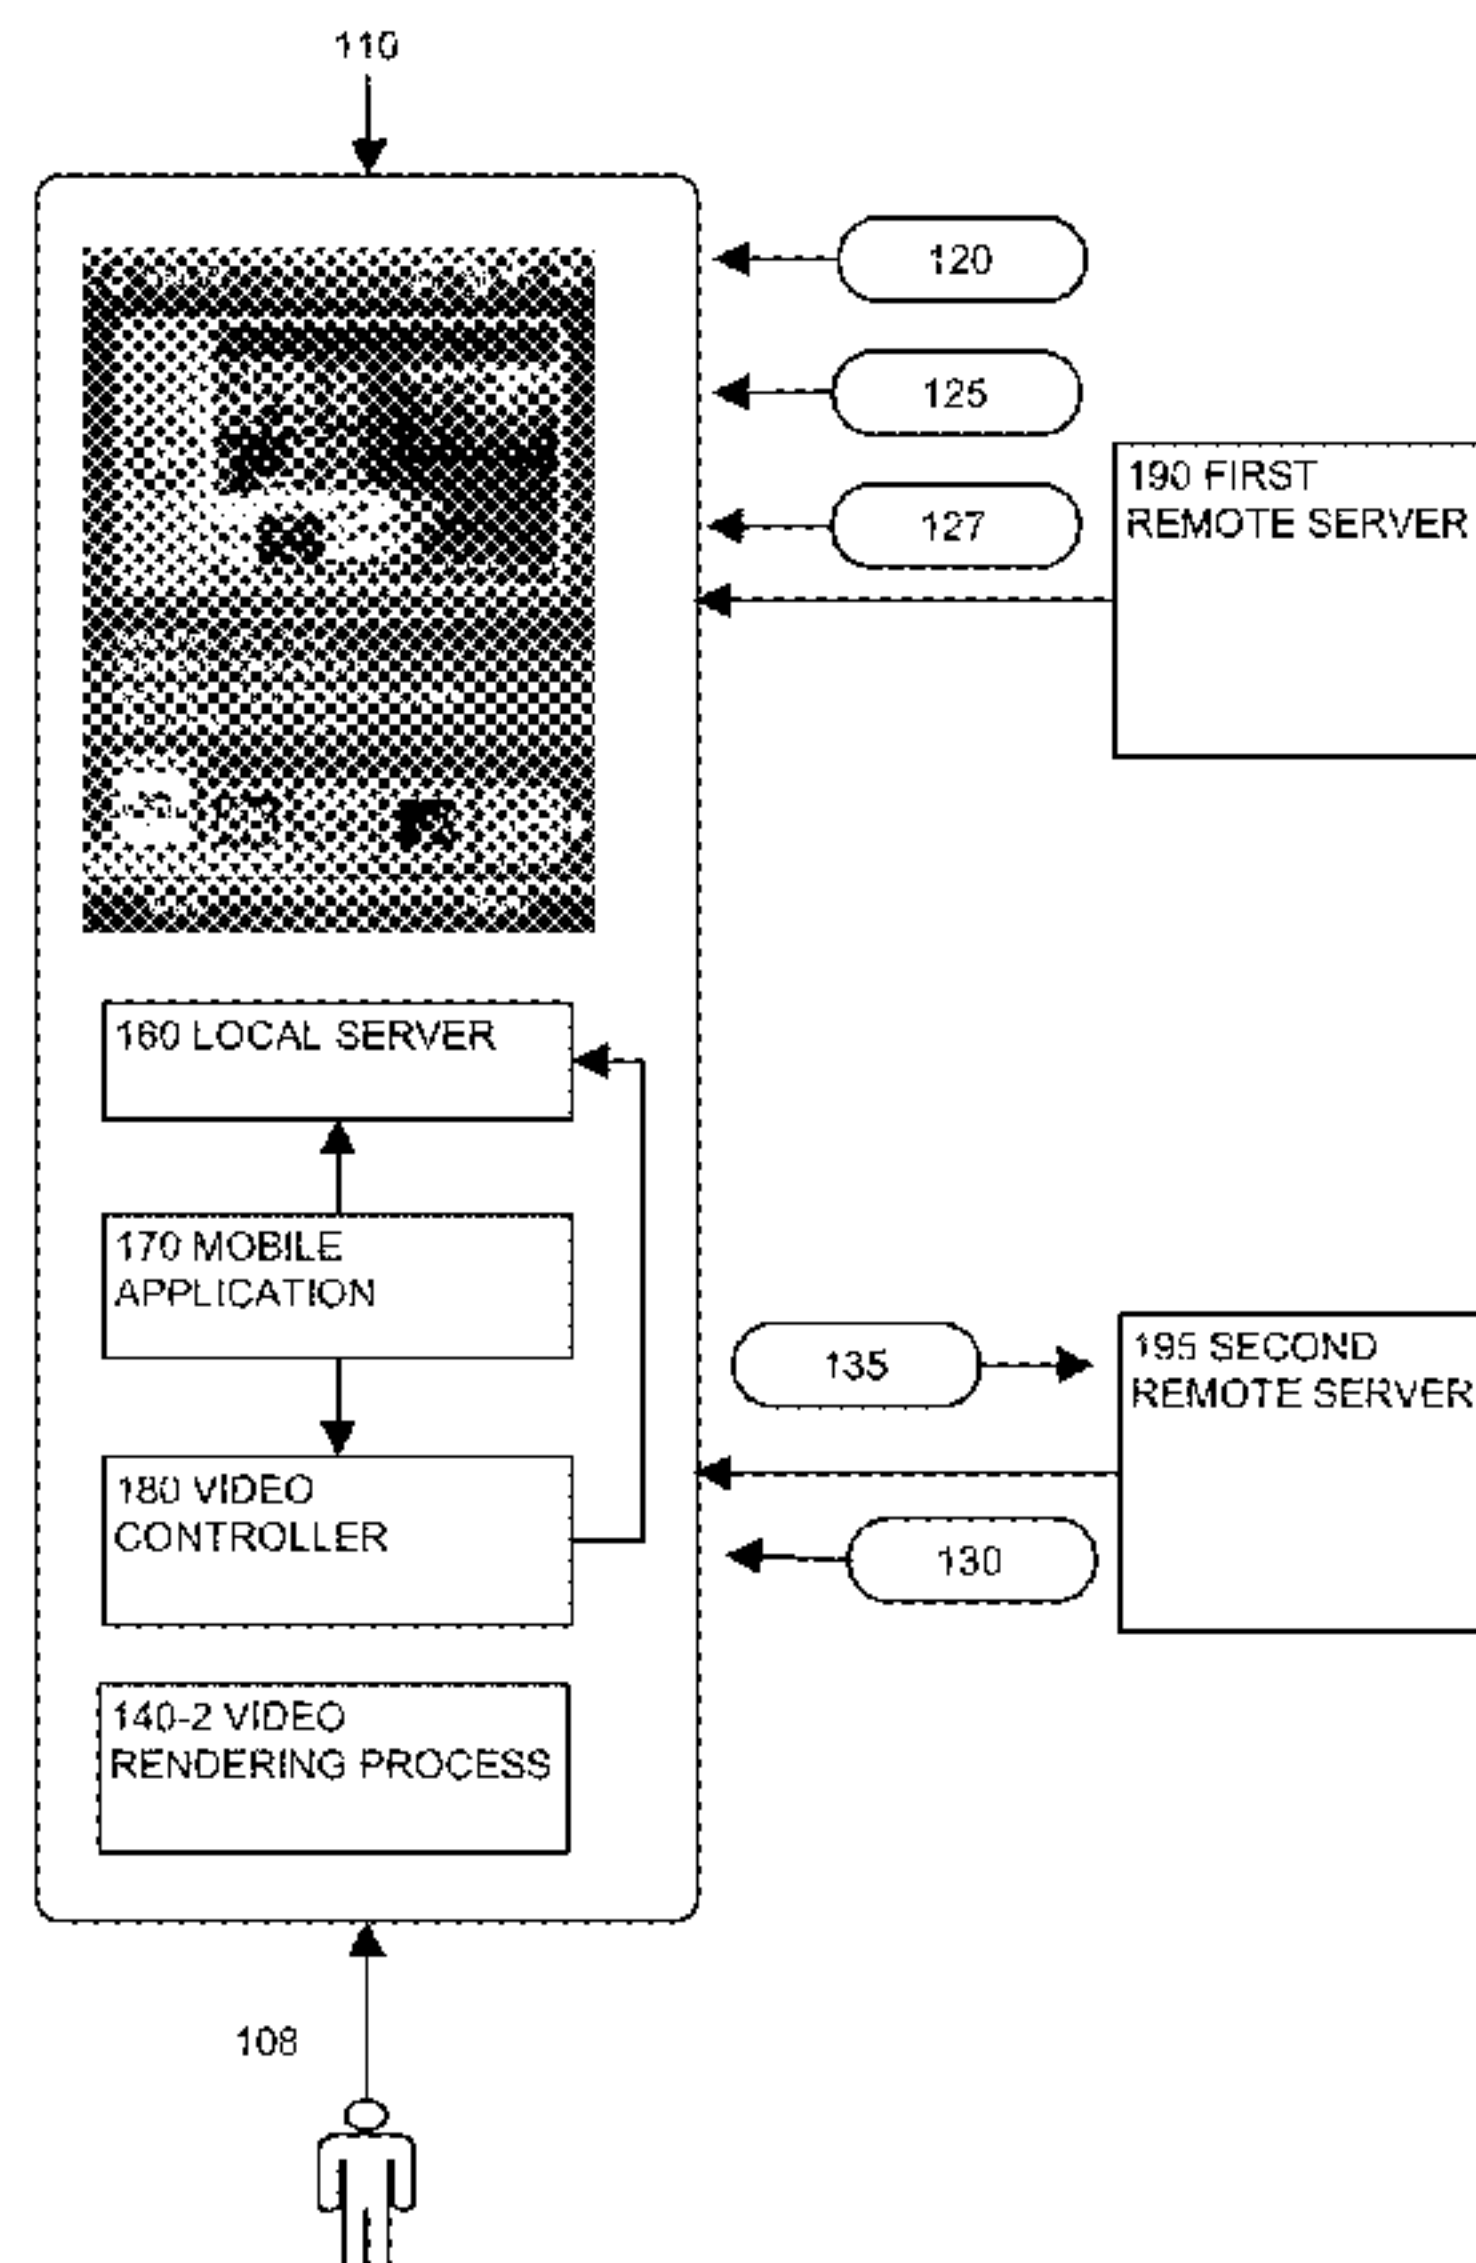 110
120
125
127
190 FIRST
REMOTE SERVER
160 LOCAL SERVER
170 MOBILE
APPLICATION
135
195 SECOND
REMOTE SERVER
180 VIDEO
CONTROLLER
130
140-2 VIDEO
RENDERING PROCESS
108